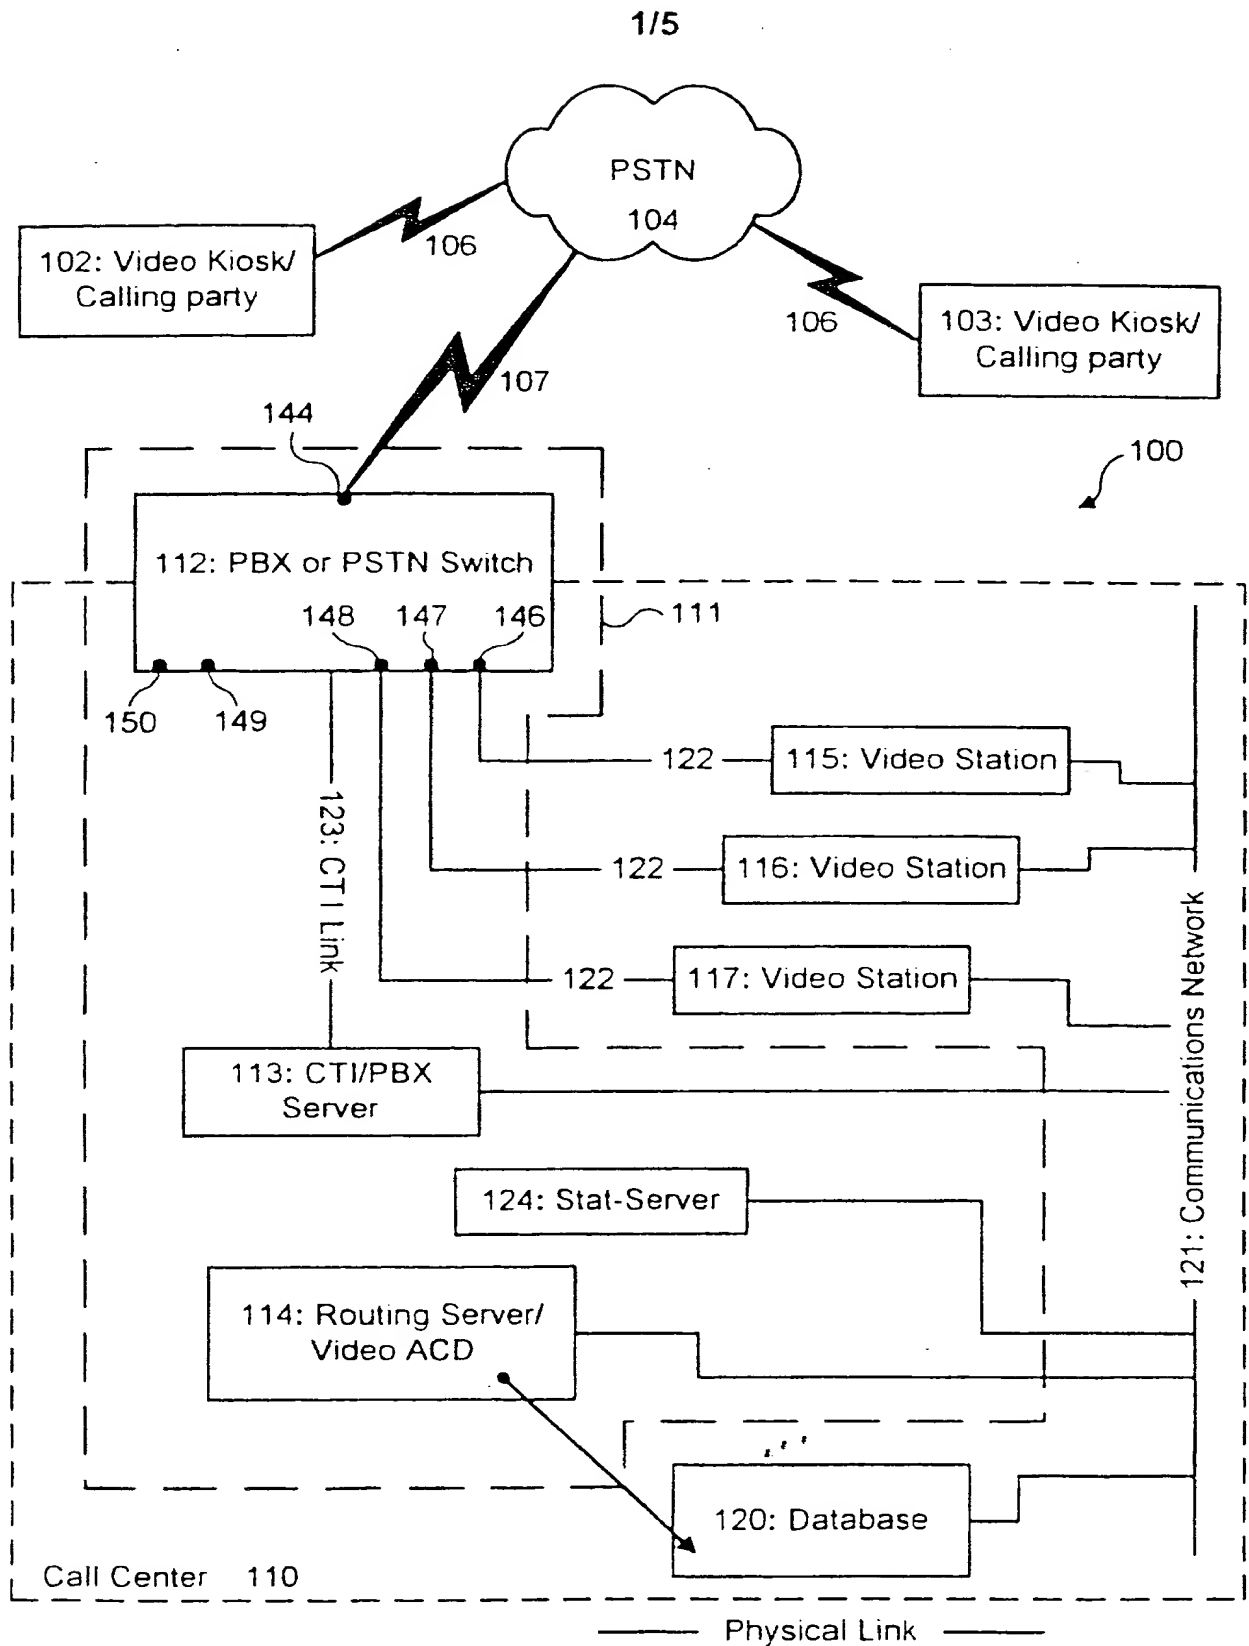 1/5
PSTN
104
106
102: Video Kiosk/
Calling party
106
103: Video Kiosk/
Calling party
107
144
100
112: PBX or PSTN Switch
148
147
146
111
150
149
122
115: Video Station
123: CTI Link
122
116: Video Station
122
117: Video Station
121: Communications Network
113: CTI/PBX
Server
124: Stat-Server
114: Routing Server/
Video ACD
120: Database
Call Center 110
Physical Link